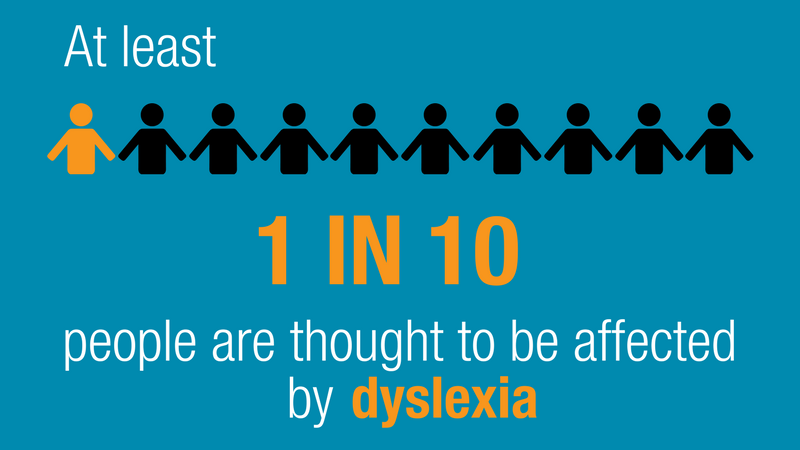 At least
1 IN 10
people are thought to be affected
by dyslexia